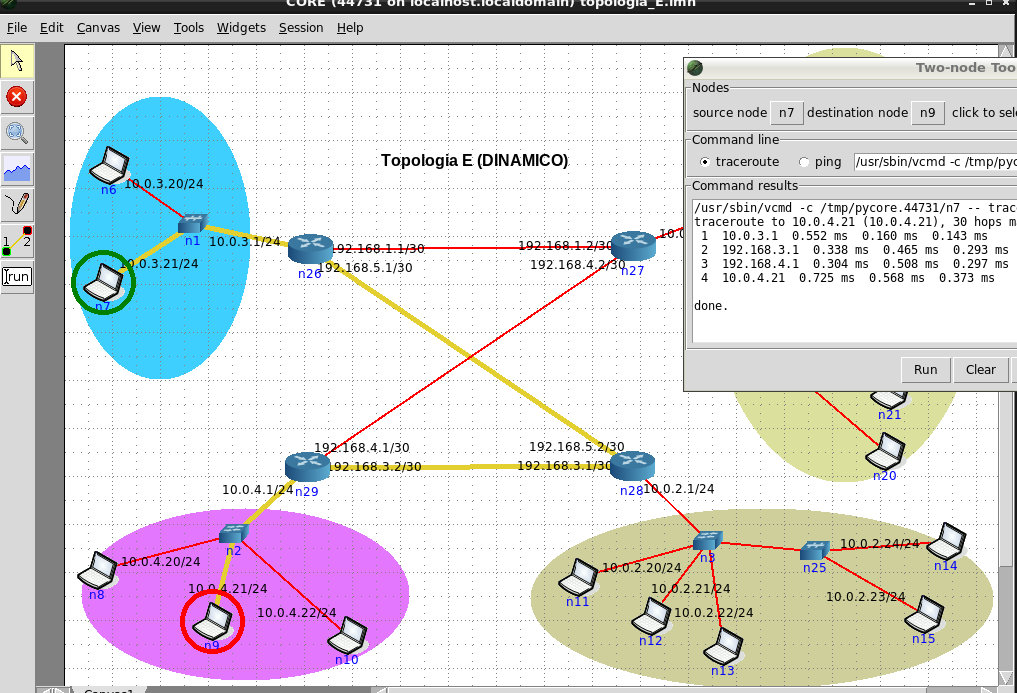 CORE (44731 on localhost.localdomain) topologia_E.imn
File Edit Canvas View Tools Widgets Session Help
Two-node Too
Nodes
source node n7 destination node n9 click to sele
Command line
traceroute ping /usr/sbin/vcmd -c /tmp/pyc
Command results
/usr/sbin/vcmd -c /tmp/pycore.44731/n7 -- trac
traceroute to 10.0.4.21 (10.0.4.21), 30 hops m
1 10.0.3.1 0.552 ms 0.160 ms 0.143 ms
2 192.168.3.1 0.338 ms 0.465 ms 0.293 ms
3 192.168.4.1 0.304 ms 0.508 ms 0.297 ms
4 10.0.4.21 0.725 ms 0.568 ms 0.373 ms
done.
Run Clear
1 2
run
Topologia E (DINAMICO)
n6
10.0.3.20/24
n1
10.0.3.1/24
10.0.3.21/24
n7
n26
192.168.1.1/30
192.168.5.1/30
192.168.1.2/30
192.168.4.2/30
n27
10.0
n21
n20
192.168.4.1/30
192.168.3.2/30
n29
10.0.4.1/24
192.168.5.2/30
192.168.3.1/30
n28
10.0.2.1/24
n2
10.0.4.20/24
n8
10.0.4.21/24
n9
10.0.4.22/24
n10
n3
n25
10.0.2.24/24
n14
10.0.2.20/24
n11
10.0.2.21/24
n12
10.0.2.22/24
n13
10.0.2.23/24
n15
Canvas1